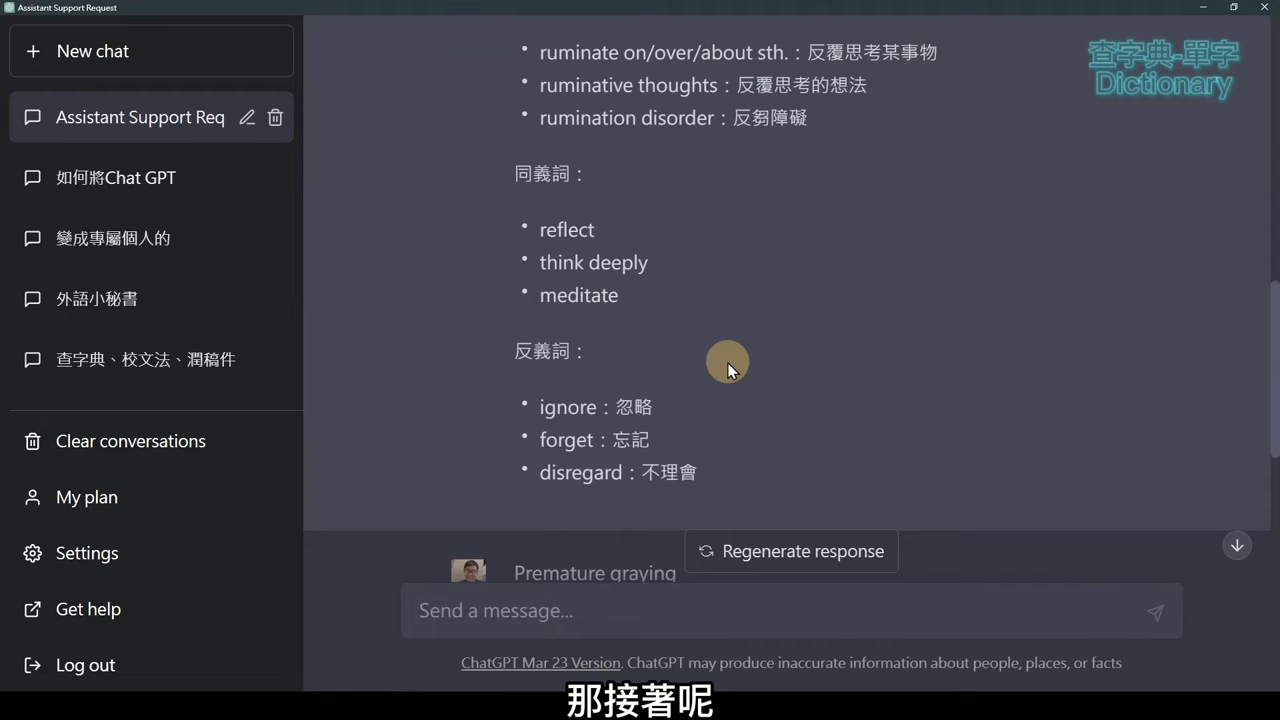 Assistant Support Request
New chat
Assistant Support Req
如何將Chat GPT
變成專屬個人的
外語小秘書
查字典、校文法、潤稿件
Clear conversations
My plan
Settings
Get help
Log out
查字典-單字
Dictionary
• ruminate on/over/about sth.：反覆思考某事物
• ruminative thoughts：反覆思考的想法
• rumination disorder：反芻障礙
同義詞：
• reflect
• think deeply
• meditate
反義詞：
• ignore：忽略
• forget：忘記
• disregard：不理會
Regenerate response
Premature graying
Send a message...
ChatGPT Mar 23 Version. ChatGPT may produce inaccurate information about people, places, or facts
那接著呢